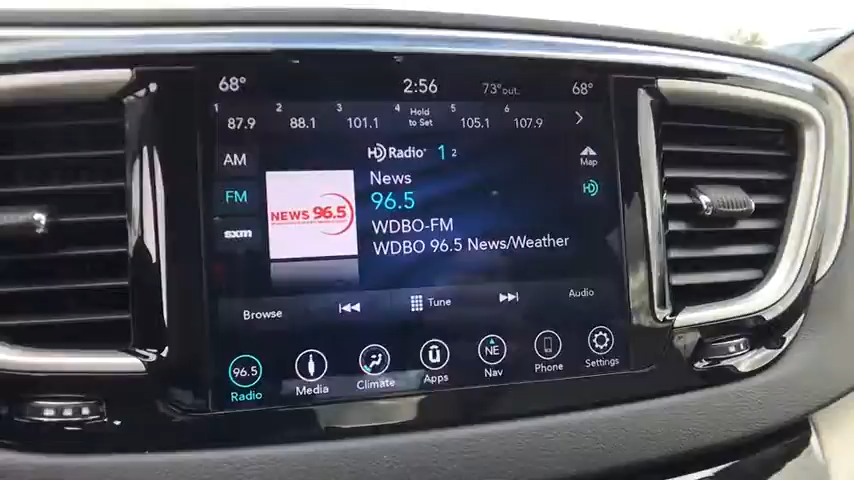 68° 2:56 73° out. 68°
1 87.9 2 88.1 3 101.1 4 Hold to Set 5 105.1 6 107.9
HD Radio 1 2
AM
FM
sxm
Map
HD
NEWS 96.5
News
96.5
WDBO-FM
WDBO 96.5 News/Weather
Browse Tune Audio
96.5 NE
Radio Media Climate Apps Nav Phone Settings